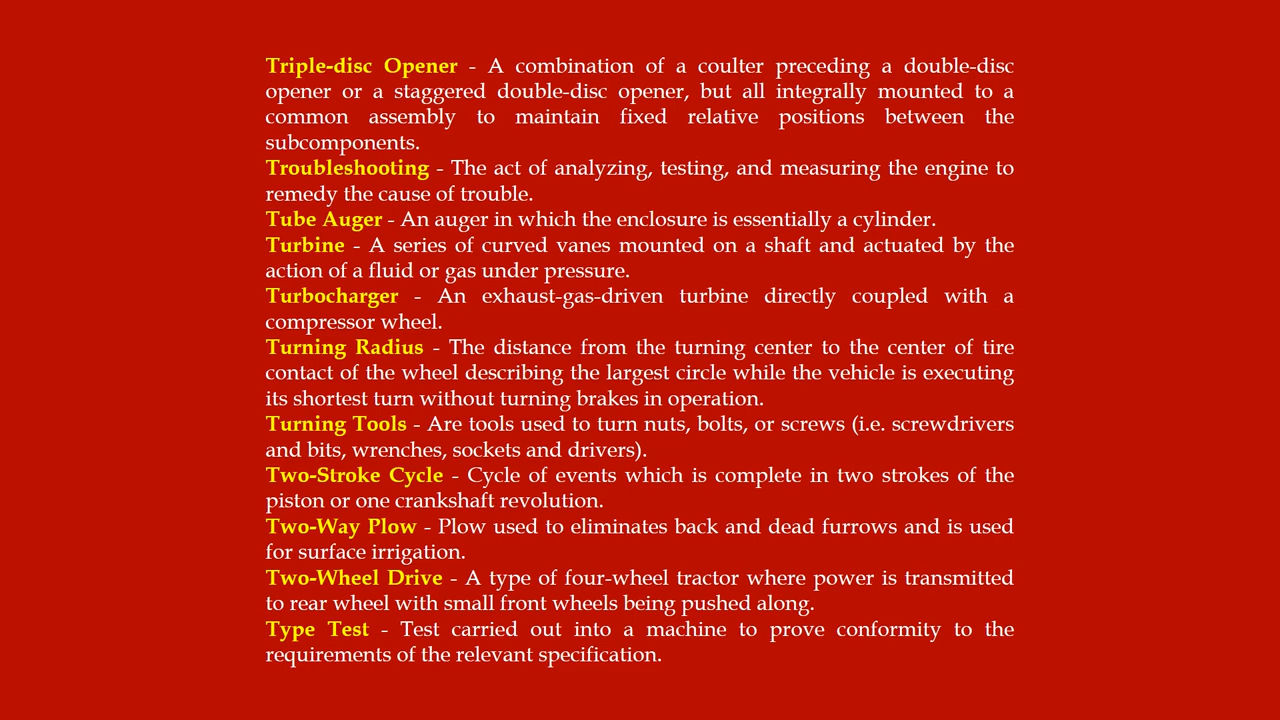 Triple-disc Opener - A combination of a coulter preceding a double-disc
opener or a staggered double-disc opener, but all integrally mounted to a
common assembly to maintain fixed relative positions between the
subcomponents.
Troubleshooting - The act of analyzing, testing, and measuring the engine to
remedy the cause of trouble.
Tube Auger - An auger in which the enclosure is essentially a cylinder.
Turbine - A series of curved vanes mounted on a shaft and actuated by the
action of a fluid or gas under pressure.
Turbocharger - An exhaust-gas-driven turbine directly coupled with a
compressor wheel.
Turning Radius - The distance from the turning center to the center of tire
contact of the wheel describing the largest circle while the vehicle is executing
its shortest turn without turning brakes in operation.
Turning Tools - Are tools used to turn nuts, bolts, or screws (i.e. screwdrivers
and bits, wrenches, sockets and drivers).
Two-Stroke Cycle - Cycle of events which is complete in two strokes of the
piston or one crankshaft revolution.
Two-Way Plow - Plow used to eliminates back and dead furrows and is used
for surface irrigation.
Two-Wheel Drive - A type of four-wheel tractor where power is transmitted
to rear wheel with small front wheels being pushed along.
Type Test - Test carried out into a machine to prove conformity to the
requirements of the relevant specification.